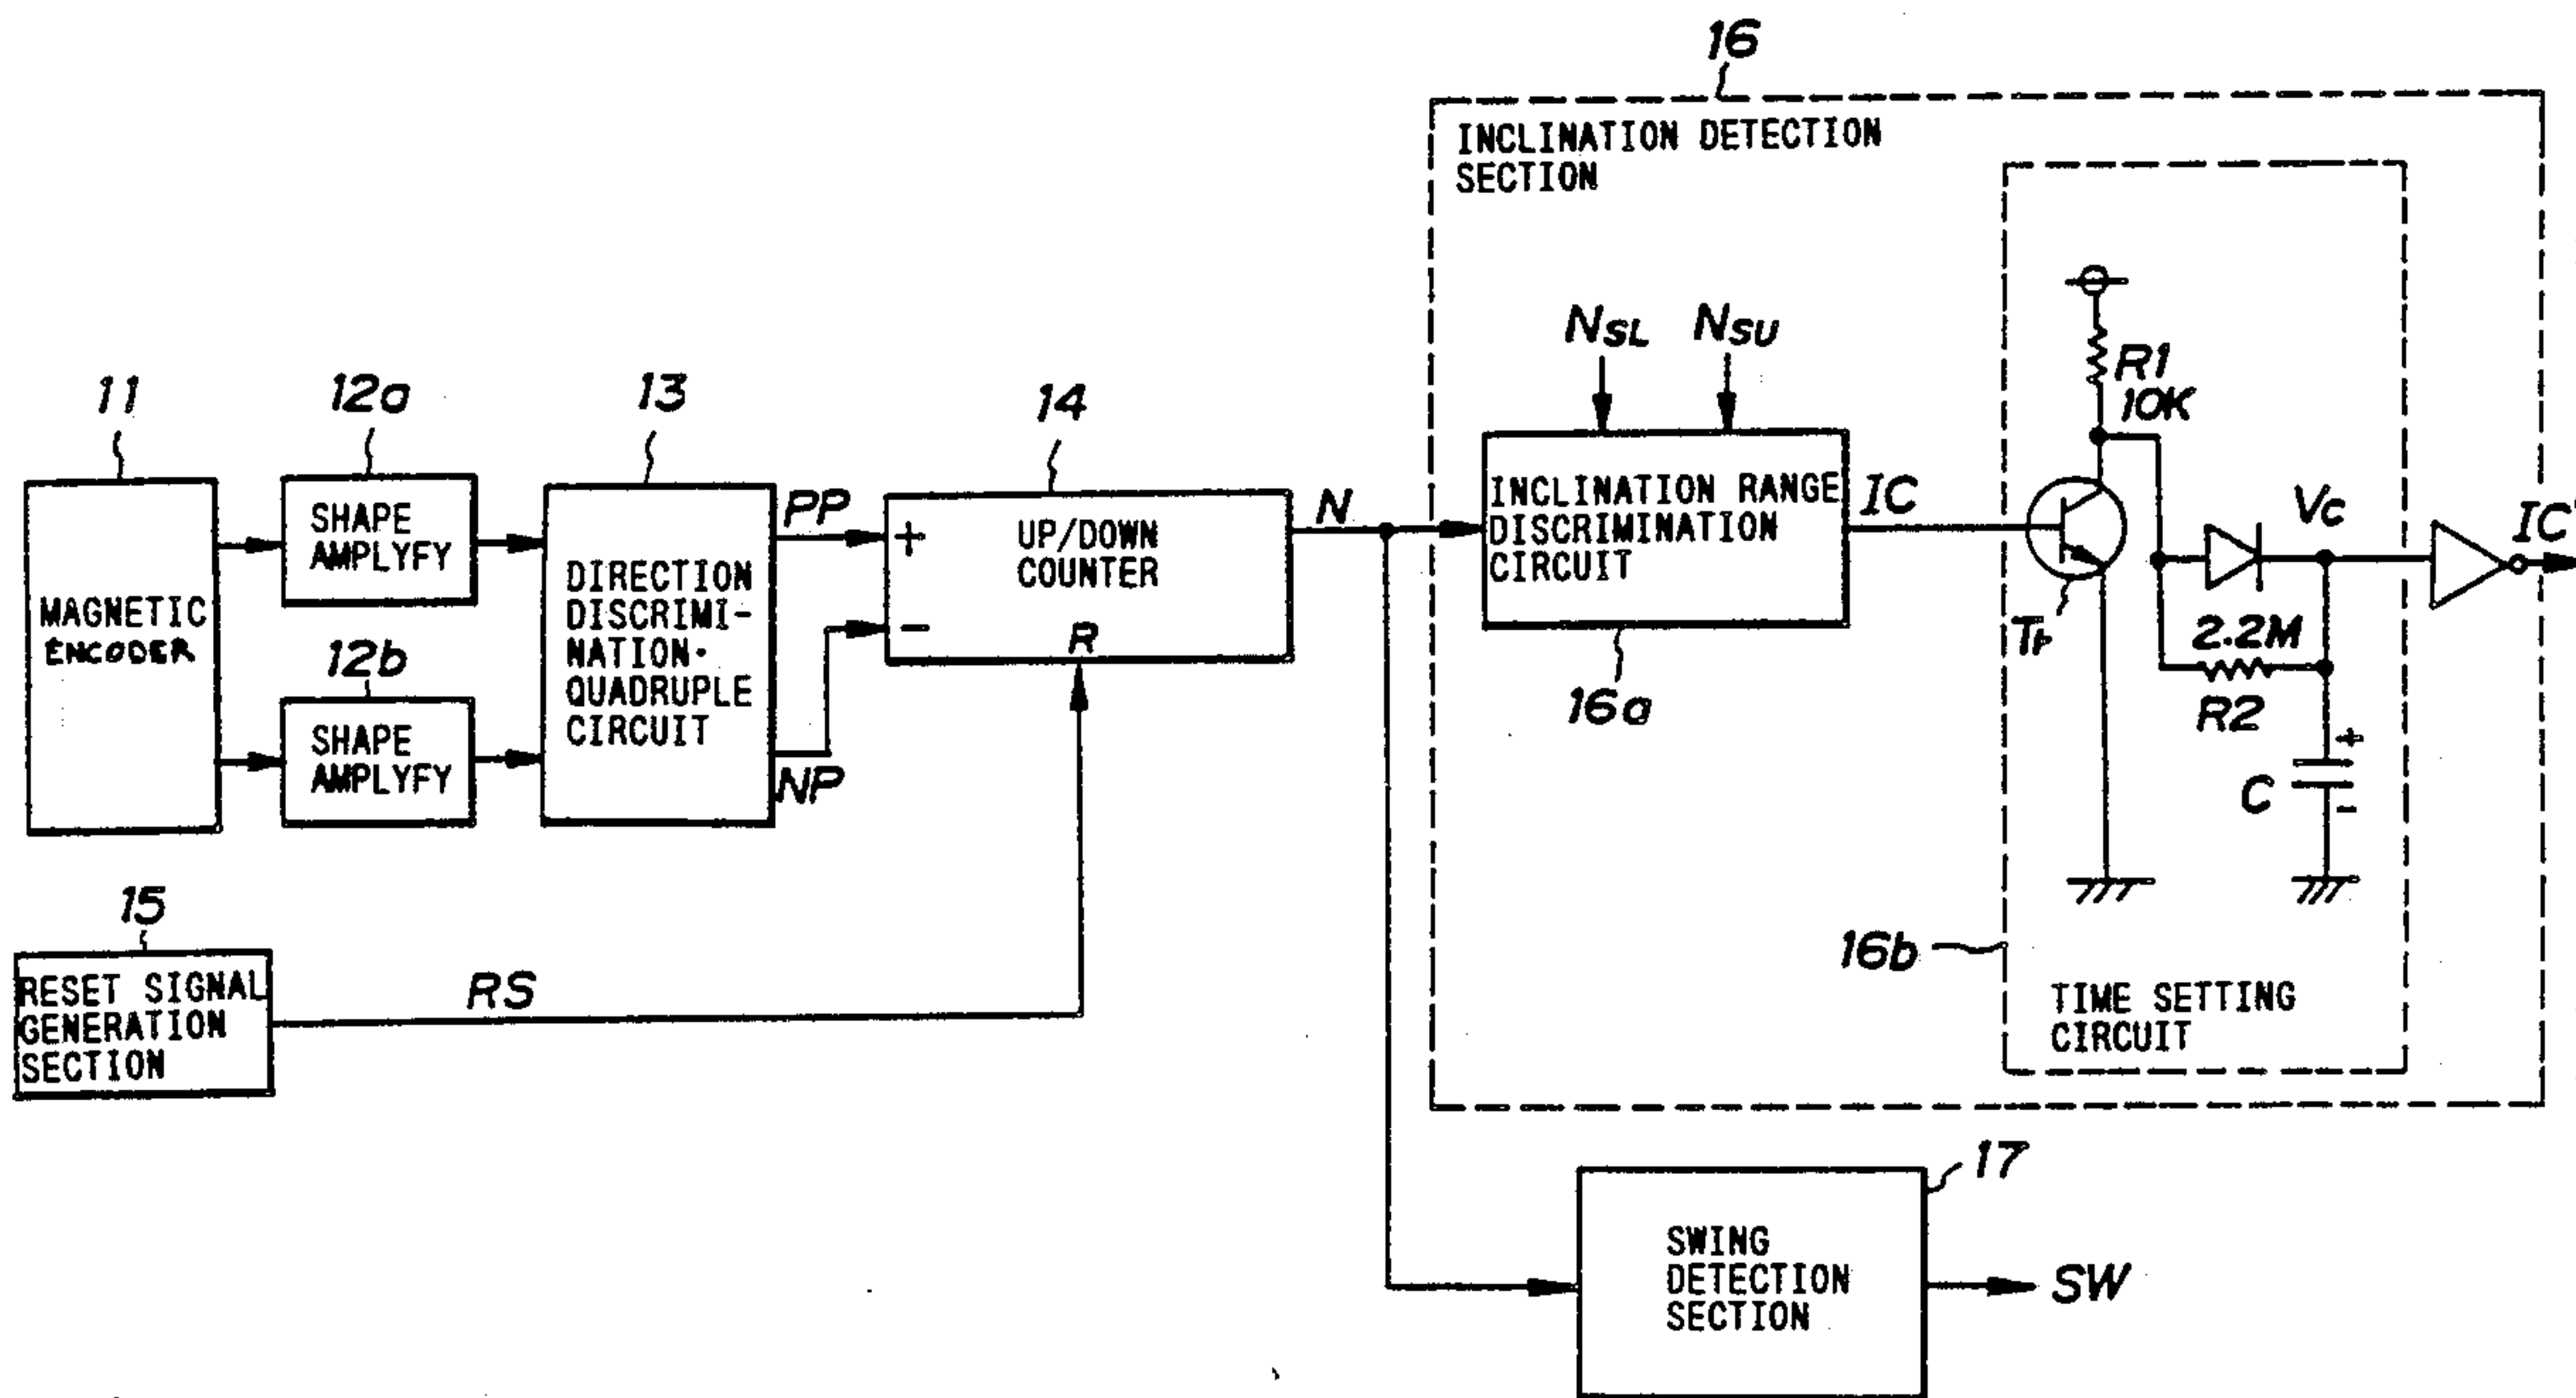 16
INCLINATION DETECTION
SECTION
NSL
NSU
R1
10K
11
12a
13
14
SHAPE
AMPLYFY
PP
+
UP/DOWN
COUNTER
N
INCLINATION RANGE
DISCRIMINATION
CIRCUIT
IC
Vc
IC'
MAGNETIC
ENCODER
DIRECTION
DISCRIMI-
NATION·
QUADRUPLE
CIRCUIT
-
R
Tr
2.2M
R2
12b
16a
SHAPE
AMPLYFY
NP
+
C
-
15
16b
RESET SIGNAL
GENERATION
SECTION
RS
TIME SETTING
CIRCUIT
17
SWING
DETECTION
SECTION
SW